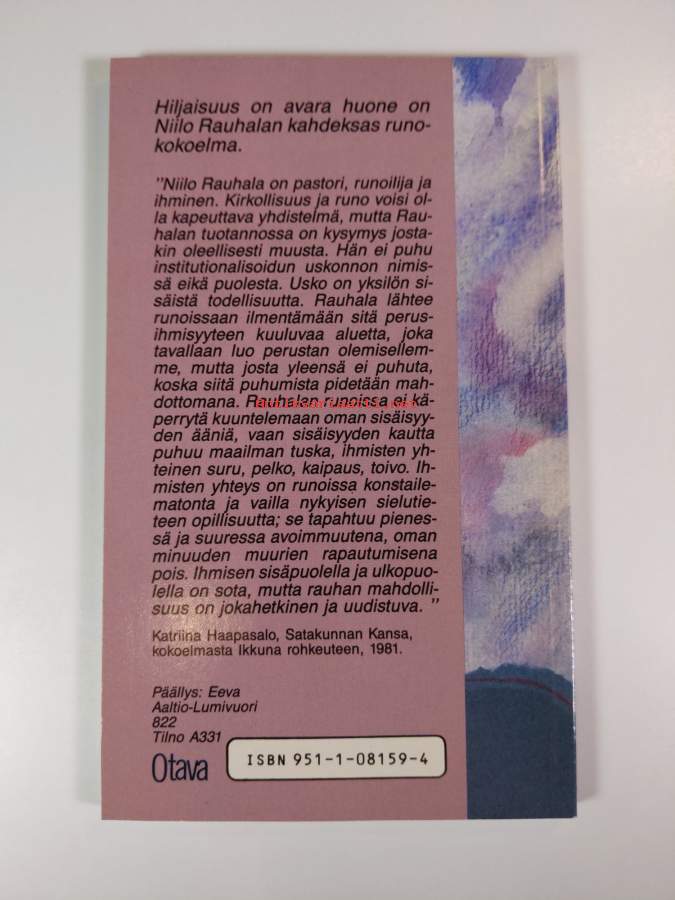 Hiljaisuus on avara huone on
Niilo Rauhalan kahdeksas runo-
kokoelma.
"Niilo Rauhala on pastori, runoilija ja
ihminen. Kirkollisuus ja runo voisi ol-
la kapeuttava yhdistelmä, mutta Rau-
halan tuotannossa on kysymys josta-
kin oleellisesti muusta. Hän ei puhu
institutionalisoidun uskonnon nimis-
sä eikä puolesta. Usko on yksilön si-
säistä todellisuutta. Rauhala lähtee
runoissaan ilmentämään sitä perus-
ihmisyyteen kuuluvaa aluetta, joka
tavallaan luo perustan olemisellem-
me, mutta josta yleensä ei puhuta,
koska siitä puhumista pidetään mah-
dottomana. Rauhalan runoissa ei kä-
perrytä kuuntelemaan oman sisäisyy-
den ääniä, vaan sisäisyyden kautta
puhuu maailman tuska, ihmisten yh-
teinen suru, pelko, kaipaus, toivo. Ih-
misten yhteys on runoissa konstaile-
matonta ja vailla nykyisen sielutie-
teen opillisuutta; se tapahtuu pienes-
sä ja suuressa avoimmuutena, oman
minuuden muurien rapautumisena
pois. Ihmisen sisäpuolella ja ulkopuo-
lella on sota, mutta rauhan mahdolli-
suus on jokahetkinen ja uudistuva."
Katriina Haapasalo, Satakunnan Kansa,
kokoelmasta Ikkuna rohkeuteen, 1981.
Päällys: Eeva
Aaltio-Lumivuori
822
Tilno A331
Otava
ISBN 951-1-08159-4